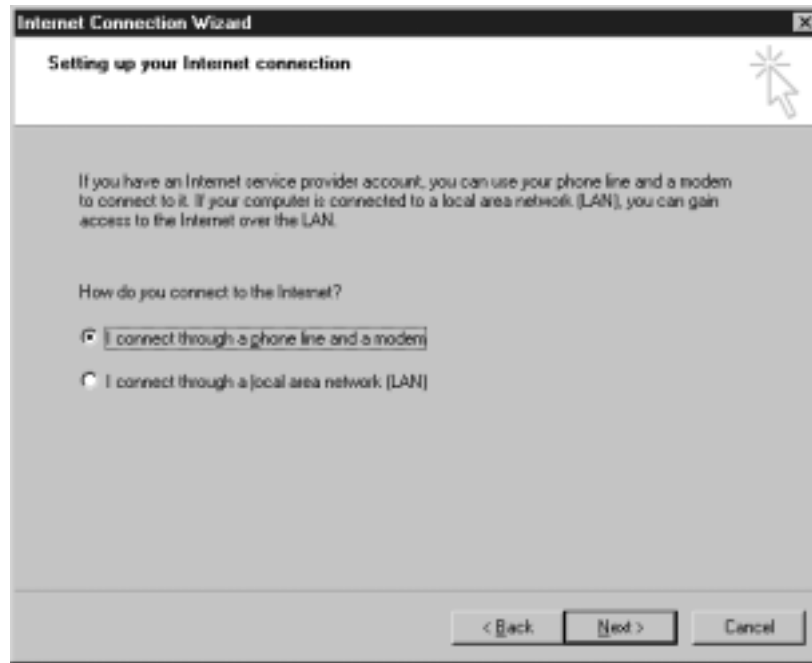 Internet Connection Wizard
Setting up your Internet connection
If you have an Internet service provider account, you can use your phone line and a modem
to connect to it. If your computer is connected to a local area network (LAN), you can gain
access to the Internet over the LAN.
How do you connect to the Internet?
I connect through a phone line and a modem
I connect through a local area network (LAN)
< Back
Next >
Cancel